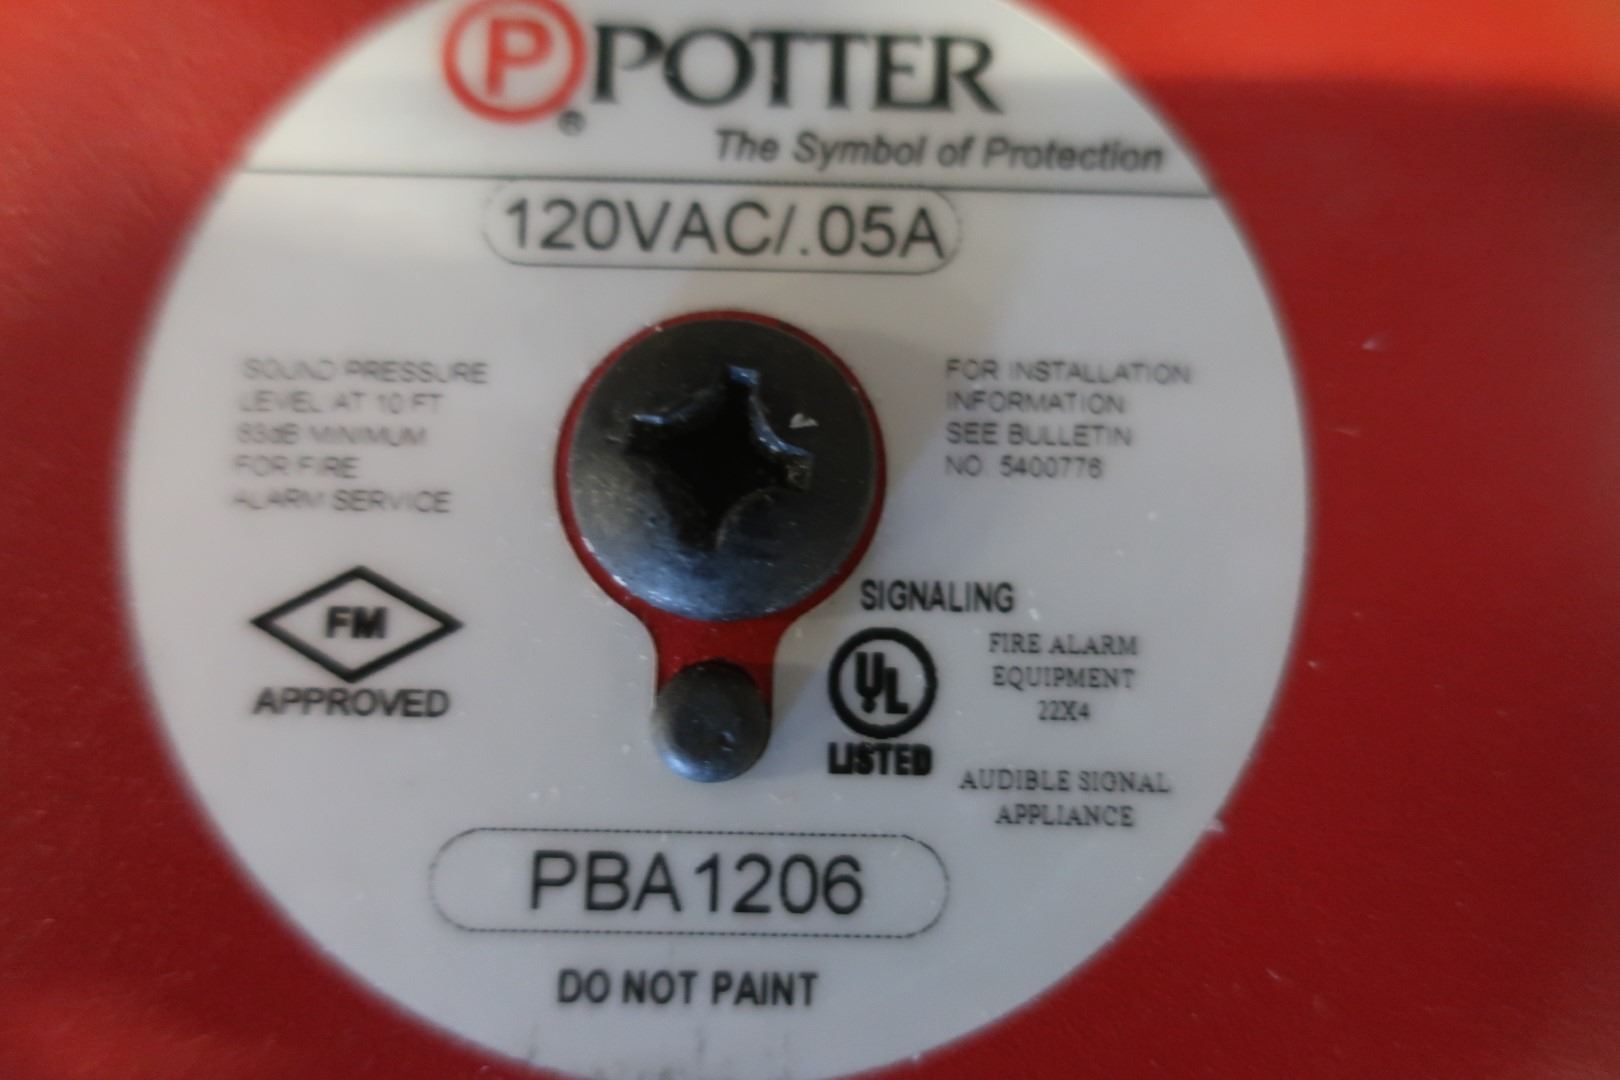 P POTTER
®
The Symbol of Protection
120VAC/.05A
SOUND PRESSURE
LEVEL AT 10 FT
MINIMUM
FOR FIRE
ALARM SERVICE
FOR INSTALLATION
INFORMATION
SEE BULLETIN
NO. 5400776
FM
APPROVED
SIGNALING
UL
LISTED
FIRE ALARM
EQUIPMENT
22X4
AUDIBLE SIGNAL
APPLIANCE
PBA1206
DO NOT PAINT